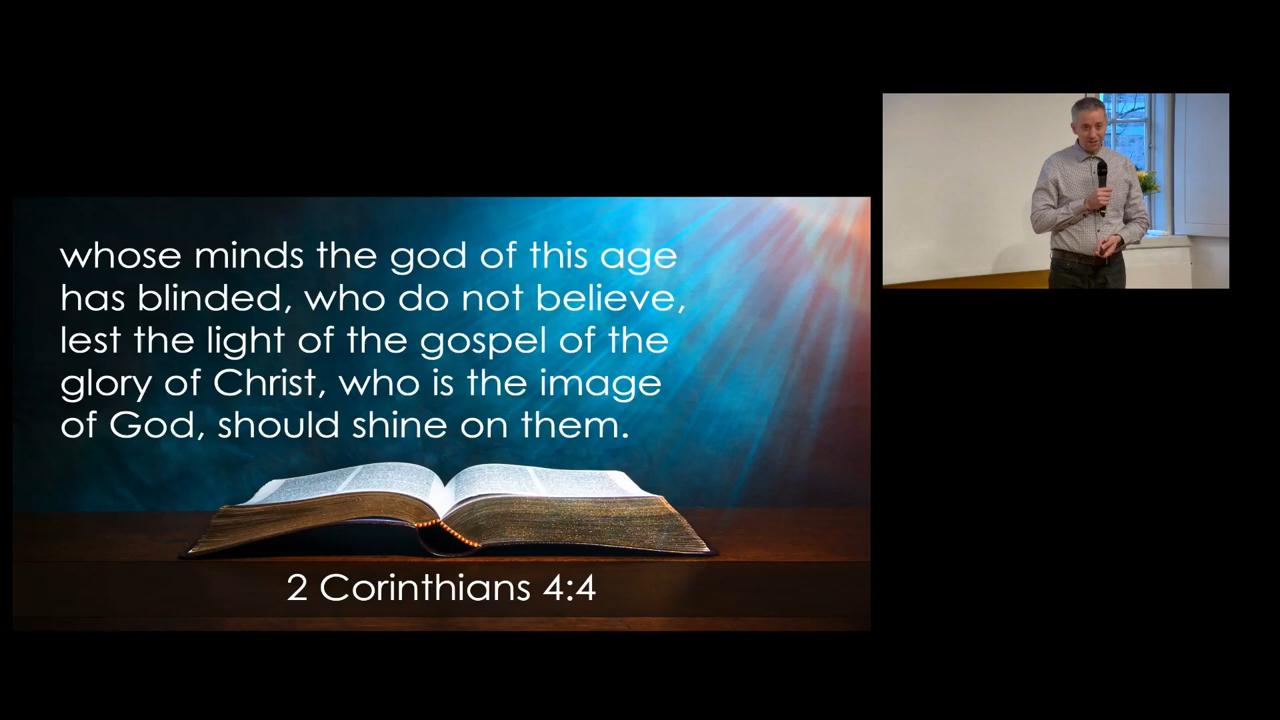 whose minds the god of this age
has blinded, who do not believe,
lest the light of the gospel of the
glory of Christ, who is the image
of God, should shine on them.
2 Corinthians 4:4